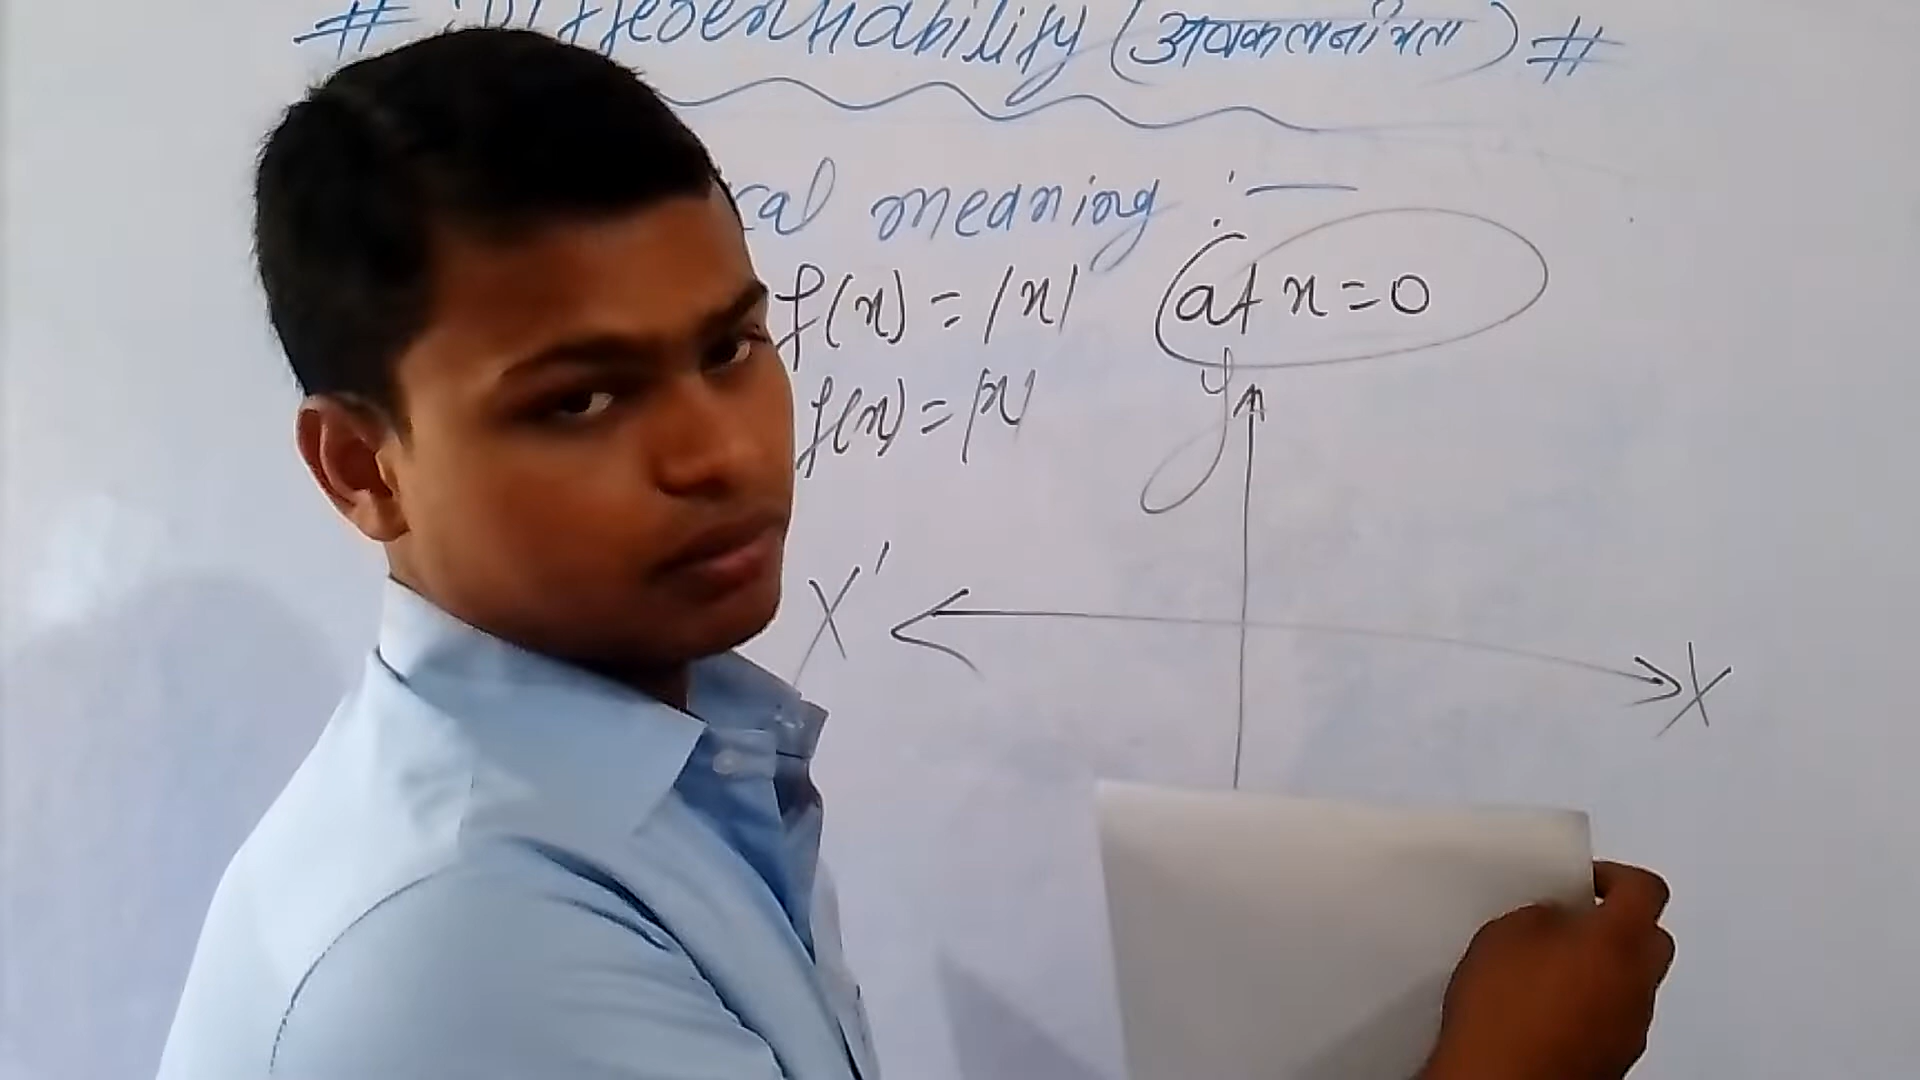 # Differentiability (अवकलनीयता) #
cal meaning :-
f(x) = |x| at x = 0
f(x) = |x|
y
X'
X